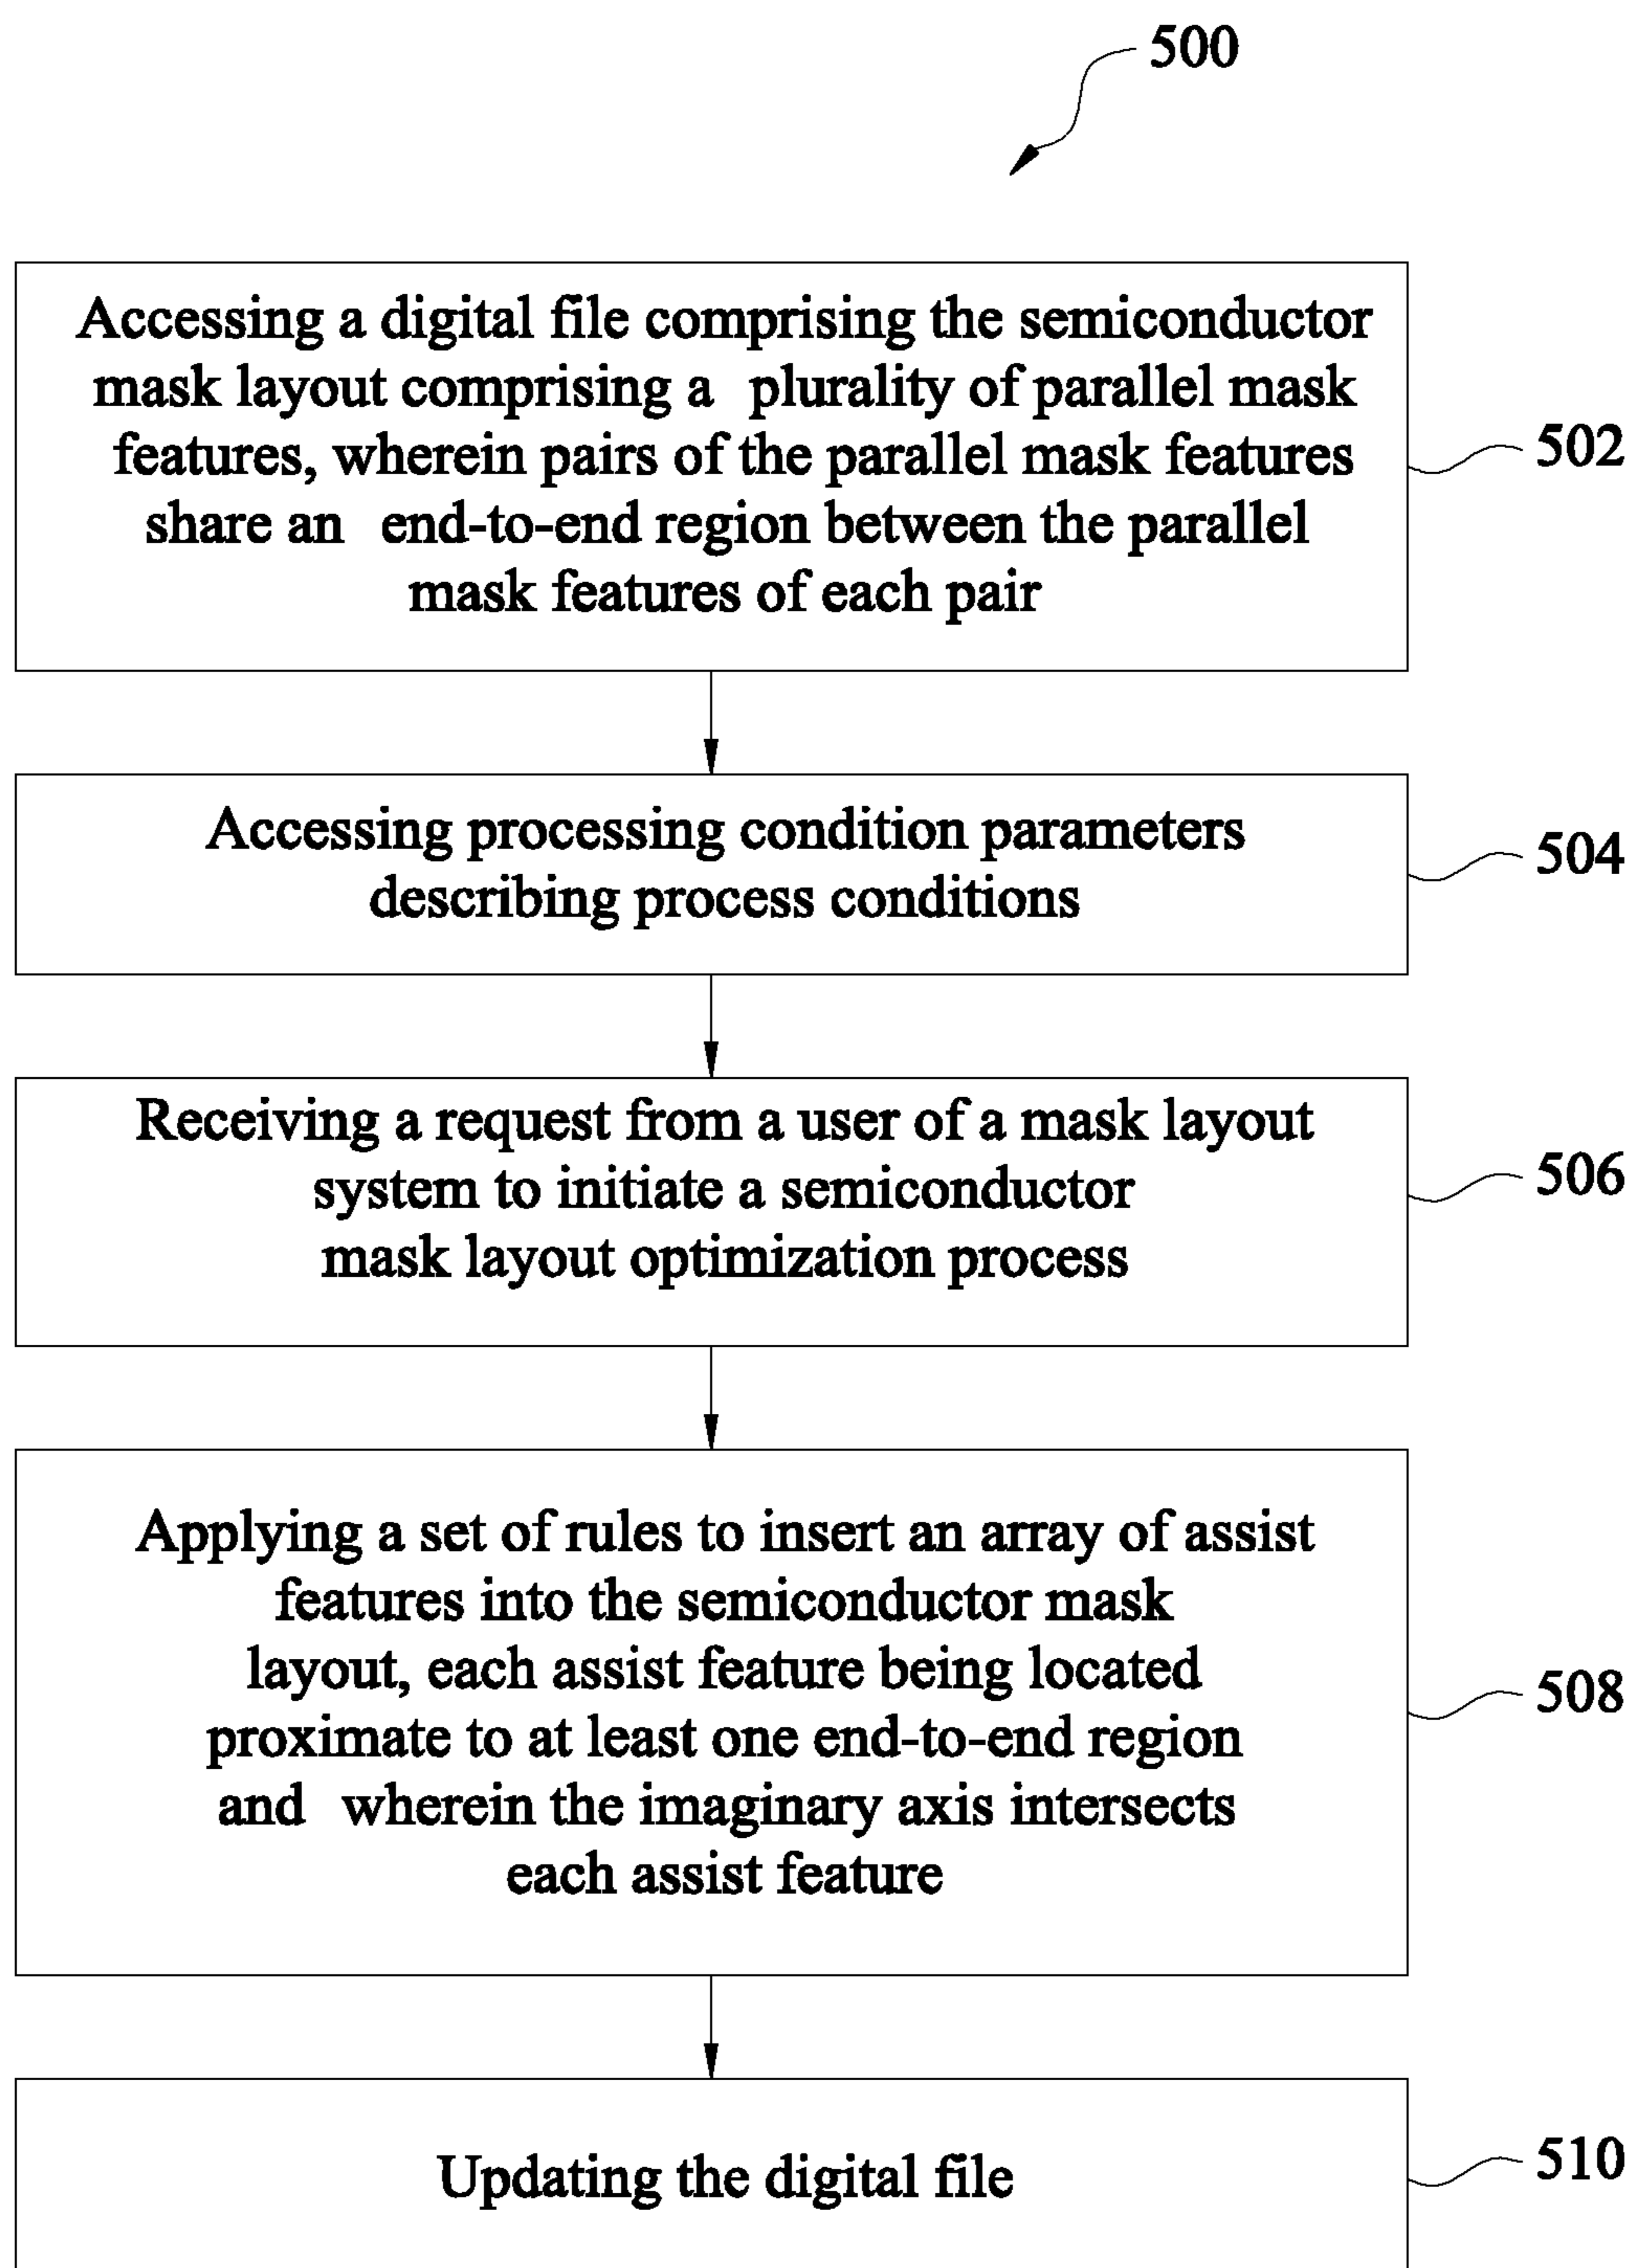 500
Accessing a digital file comprising the semiconductor
mask layout comprising a plurality of parallel mask
features, wherein pairs of the parallel mask features
share an end-to-end region between the parallel
mask features of each pair
502
Accessing processing condition parameters
describing process conditions
504
Receiving a request from a user of a mask layout
system to initiate a semiconductor
mask layout optimization process
506
Applying a set of rules to insert an array of assist
features into the semiconductor mask
layout, each assist feature being located
proximate to at least one end-to-end region
and wherein the imaginary axis intersects
each assist feature
508
Updating the digital file
510